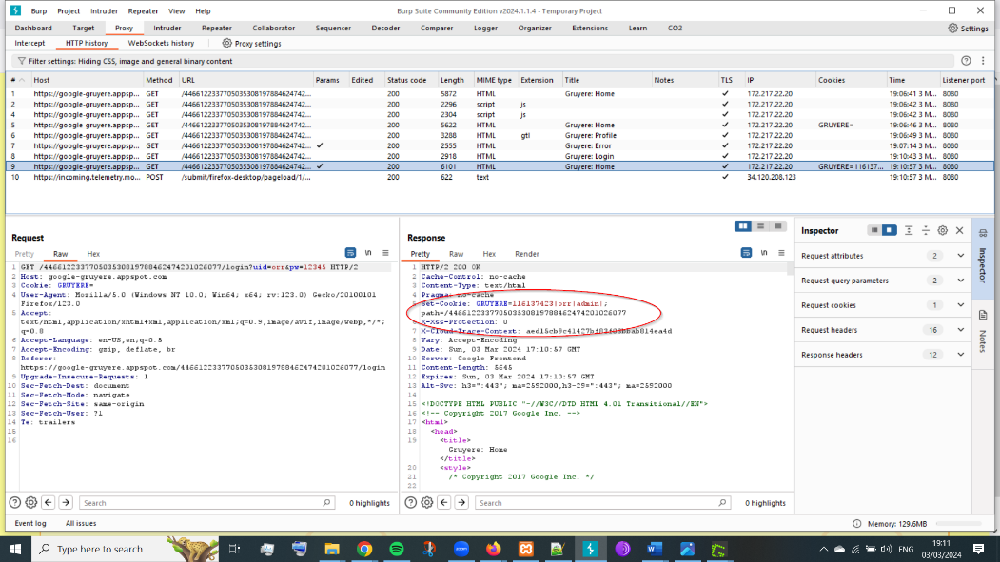 Burp Project Intruder Repeater View Help Burp Suite Community Edition v2024.1.1.4 - Temporary Project
Dashboard Target Proxy Intruder Repeater Collaborator Sequencer Decoder Comparer Logger Organizer Extensions Learn CO2 Settings
Intercept HTTP history WebSockets history Proxy settings
Filter settings: Hiding CSS, image and general binary content
# Host Method URL Params Edited Status code Length MIME type Extension Title Notes TLS IP Cookies Time Listener port
1 https://google-gruyere.appsp... GET /446612233770503530819788462474​2... 200 5872 HTML Gruyere: Home ✓ 172.217.22.20 19:06:41 3 M... 8080
2 https://google-gruyere.appsp... GET /4466122337705035308197884624742... 200 2296 script js ✓ 172.217.22.20 19:06:42 3 M... 8080
4 https://google-gruyere.appsp... GET /4466122337705035308197884624742... 200 2304 script js ✓ 172.217.22.20 19:06:42 3 M... 8080
5 https://google-gruyere.appsp... GET /4466122337705035308197884624742... 200 5622 HTML Gruyere: Home ✓ 172.217.22.20 GRUYERE= 19:06:46 3 M... 8080
6 https://google-gruyere.appsp... GET /4466122337705035308197884624742... 200 3288 HTML gtl Gruyere: Profile ✓ 172.217.22.20 19:06:49 3 M... 8080
7 https://google-gruyere.appsp... GET /4466122337705035308197884624742... ✓ 200 2555 HTML Gruyere: Error ✓ 172.217.22.20 19:07:14 3 M... 8080
8 https://google-gruyere.appsp... GET /4466122337705035308197884624742... 200 2918 HTML Gruyere: Login ✓ 172.217.22.20 19:10:43 3 M... 8080
9 https://google-gruyere.appsp... GET /4466122337705035308197884624742... ✓ 200 6101 HTML Gruyere: Home ✓ 172.217.22.20 GRUYERE=116137... 19:10:57 3 M... 8080
10 https://incoming.telemetry.mo... POST /submit/firefox-desktop/pageload/1/... 200 622 text ✓ 34.120.208.123 19:10:57 3 M... 8080
Request
Pretty Raw Hex \n
1 GET /446612233770503530819788462474201026077/login?uid=orr&pw=12345 HTTP/2
2 Host: google-gruyere.appspot.com
3 Cookie: GRUYERE=
4 User-Agent: Mozilla/5.0 (Windows NT 10.0; Win64; x64; rv:123.0) Gecko/20100101
Firefox/123.0
5 Accept:
text/html,application/xhtml+xml,application/xml;q=0.9,image/avif,image/webp,*/*;
q=0.8
6 Accept-Language: en-US,en;q=0.5
7 Accept-Encoding: gzip, deflate, br
8 Referer:
https://google-gruyere.appspot.com/446612233770503530819788462474201026077/login
9 Upgrade-Insecure-Requests: 1
10 Sec-Fetch-Dest: document
11 Sec-Fetch-Mode: navigate
12 Sec-Fetch-Site: same-origin
13 Sec-Fetch-User: ?1
14 Te: trailers
15
16
Search 0 highlights
Response
Pretty Raw Hex Render \n
1 HTTP/2 200 OK
2 Cache-Control: no-cache
3 Content-Type: text/html
4 Pragma: no-cache
5 Set-Cookie: GRUYERE=116137423|orr|admin|;
path=/446612233770503530819788462474201026077
6 X-Xss-Protection: 0
7 X-Cloud-Trace-Context:
8 Vary: Accept-Encoding
9 Date: Sun, 03 Mar 2024 17:10:57 GMT
10 Server: Google Frontend
11 Content-Length: 5645
12 Expires: Sun, 03 Mar 2024 17:10:57 GMT
13 Alt-Svc: h3=":443"; ma=2592000,h3-29=":443"; ma=2592000
14
15 <!DOCTYPE HTML PUBLIC "-//W3C//DTD HTML 4.01 Transitional//EN">
16 <!-- Copyright 2017 Google Inc. -->
17 <html>
18 <head>
19 <title>
Gruyere: Home
</title>
20 <style>
21 /* Copyright 2017 Google Inc. */
22
Search 0 highlights
Inspector
Request attributes 2
Request query parameters 2
Request cookies 1
Request headers 16
Response headers 12
Inspector
Notes
Event log All issues Memory: 129.6MB
Type here to search ENG 19:11
03/03/2024